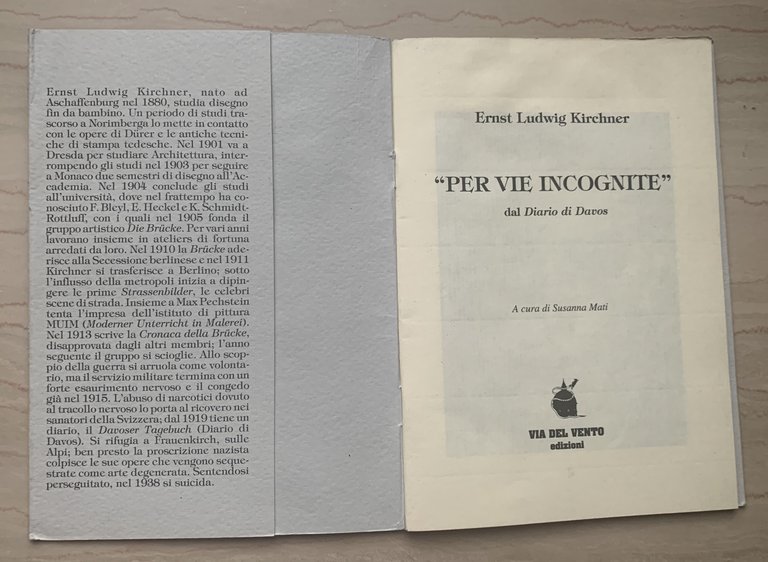 Ernst Ludwig Kirchner, nato ad
Aschaffenburg nel 1880, studia disegno
fin da bambino. Un periodo di studi tra-
scorso a Norimberga lo mette in contatto
con le opere di Dürer e le antiche tecni-
che di stampa tedesche. Nel 1901 va a
Dresda per studiare Architettura, inter-
rompendo gli studi nel 1903 per seguire
a Monaco due semestri di disegno all'Ac-
cademia. Nel 1904 conclude gli studi
all'università, dove nel frattempo ha co-
nosciuto F. Bleyl, E. Heckel e K. Schmidt-
Rottluff, con i quali nel 1905 fonda il
gruppo artistico Die Brücke. Per vari anni
lavorano insieme in ateliers di fortuna
arredati da loro. Nel 1910 la Brücke ade-
risce alla Secessione berlinese e nel 1911
Kirchner si trasferisce a Berlino; sotto
l'influsso della metropoli inizia a dipin-
gere le prime Strassenbilder, le celebri
scene di strada. Insieme a Max Pechstein
tenta l'impresa dell'istituto di pittura
MUIM (Moderner Unterricht in Malerei).
Nel 1913 scrive la Cronaca della Brücke,
disapprovata dagli altri membri; l'anno
seguente il gruppo si scioglie. Allo scop-
pio della guerra si arruola come volonta-
rio, ma il servizio militare termina con un
forte esaurimento nervoso e il congedo
già nel 1915. L'abuso di narcotici dovuto
al tracollo nervoso lo porta al ricovero nei
sanatori della Svizzera; dal 1919 tiene un
diario, il Davoser Tagebuch (Diario di
Davos). Si rifugia a Frauenkirch, sulle
Alpi; ben presto la proscrizione nazista
colpisce le sue opere che vengono seque-
strate come arte degenerata. Sentendosi
perseguitato, nel 1938 si suicida.
Ernst Ludwig Kirchner
"PER VIE INCOGNITE"
dal Diario di Davos
A cura di Susanna Mati
VIA DEL VENTO
edizioni